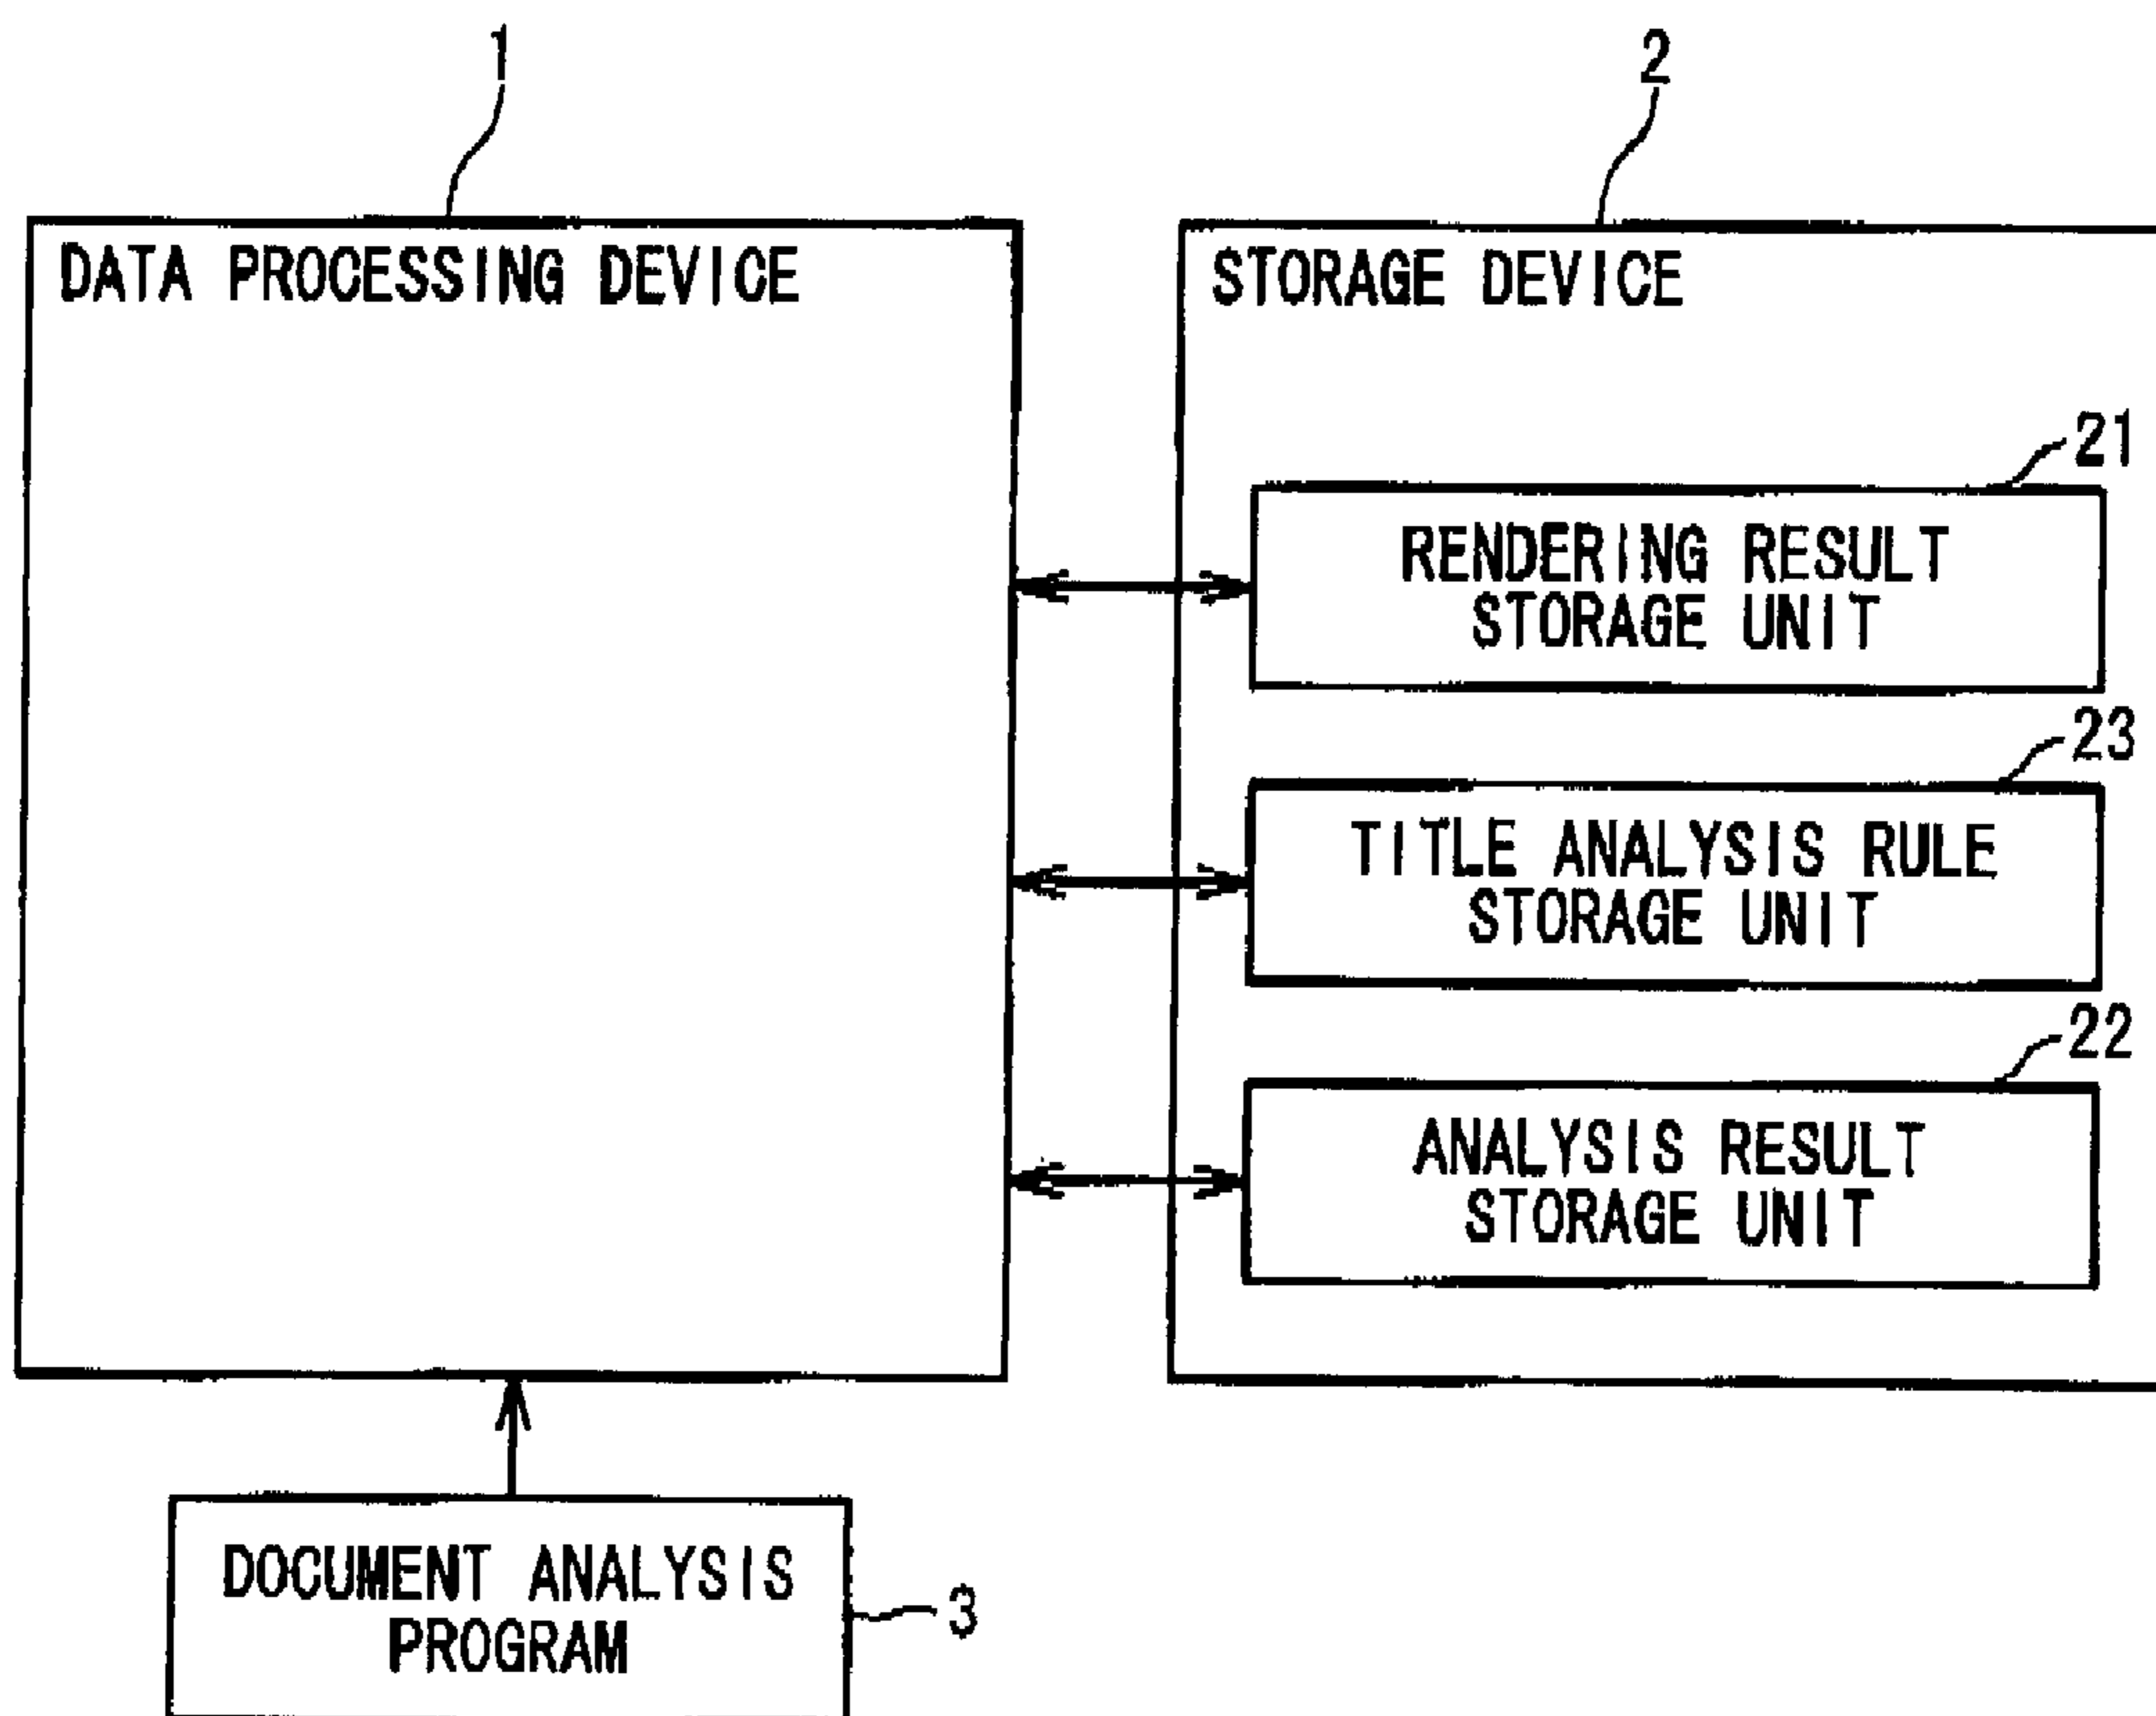 1
2
DATA PROCESSING DEVICE
STORAGE DEVICE
21
RENDERING RESULT
STORAGE UNIT
23
TITLE ANALYSIS RULE
STORAGE UNIT
22
ANALYSIS RESULT
STORAGE UNIT
DOCUMENT ANALYSIS
PROGRAM
3